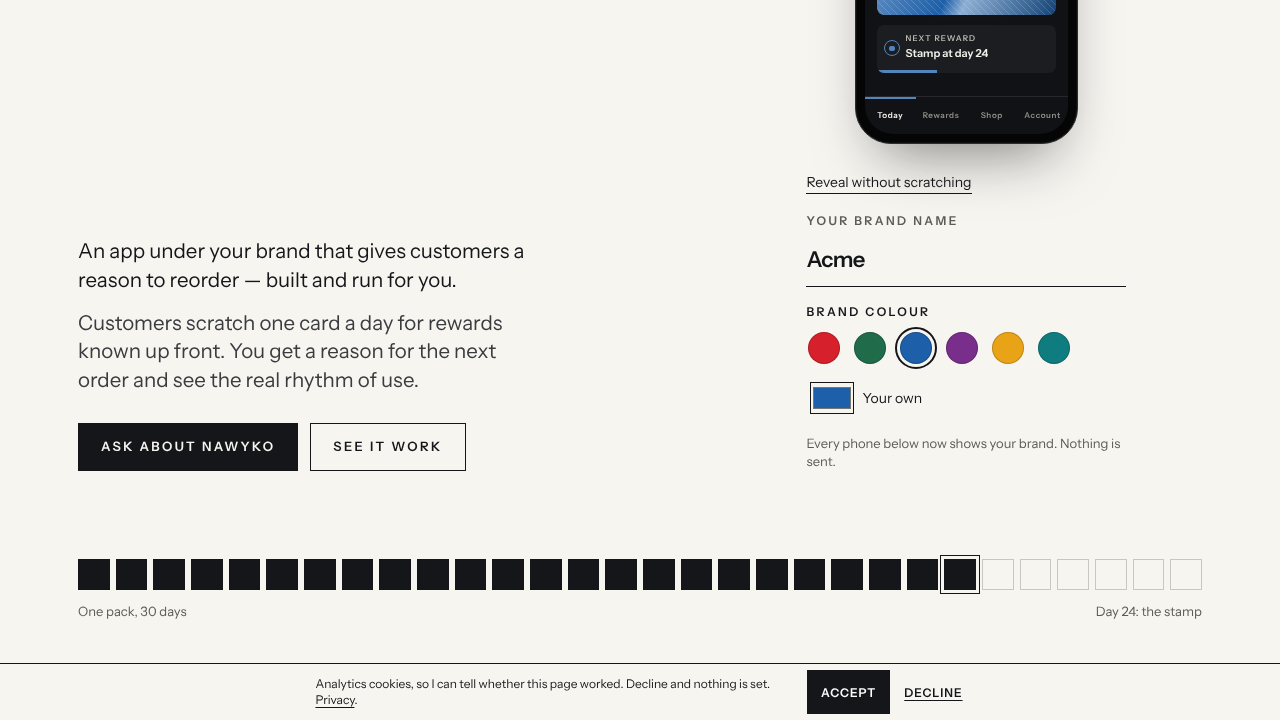 NEXT REWARD
Stamp at day 24
Today Rewards Shop Account
Reveal without scratching
YOUR BRAND NAME
Acme
BRAND COLOUR
Your own
Every phone below now shows your brand. Nothing is
sent.
An app under your brand that gives customers a
reason to reorder — built and run for you.
Customers scratch one card a day for rewards
known up front. You get a reason for the next
order and see the real rhythm of use.
ASK ABOUT NAWYKO SEE IT WORK
One pack, 30 days Day 24: the stamp
Analytics cookies, so I can tell whether this page worked. Decline and nothing is set.
Privacy.
ACCEPT DECLINE